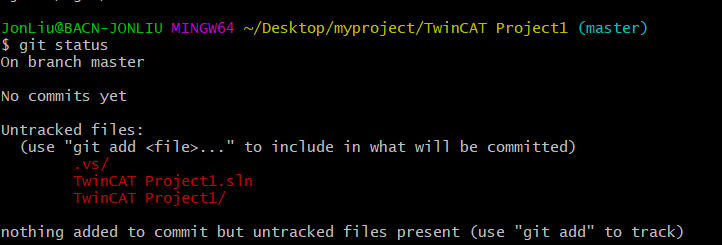 JonLiu@BACN-JONLIU MINGW64 ~/Desktop/myproject/TwinCAT Project1 (master)
$ git status
On branch master
No commits yet
Untracked files:
  (use "git add <file>..." to include in what will be committed)
        .vs/
        TwinCAT Project1.sln
        TwinCAT Project1/
nothing added to commit but untracked files present (use "git add" to track)